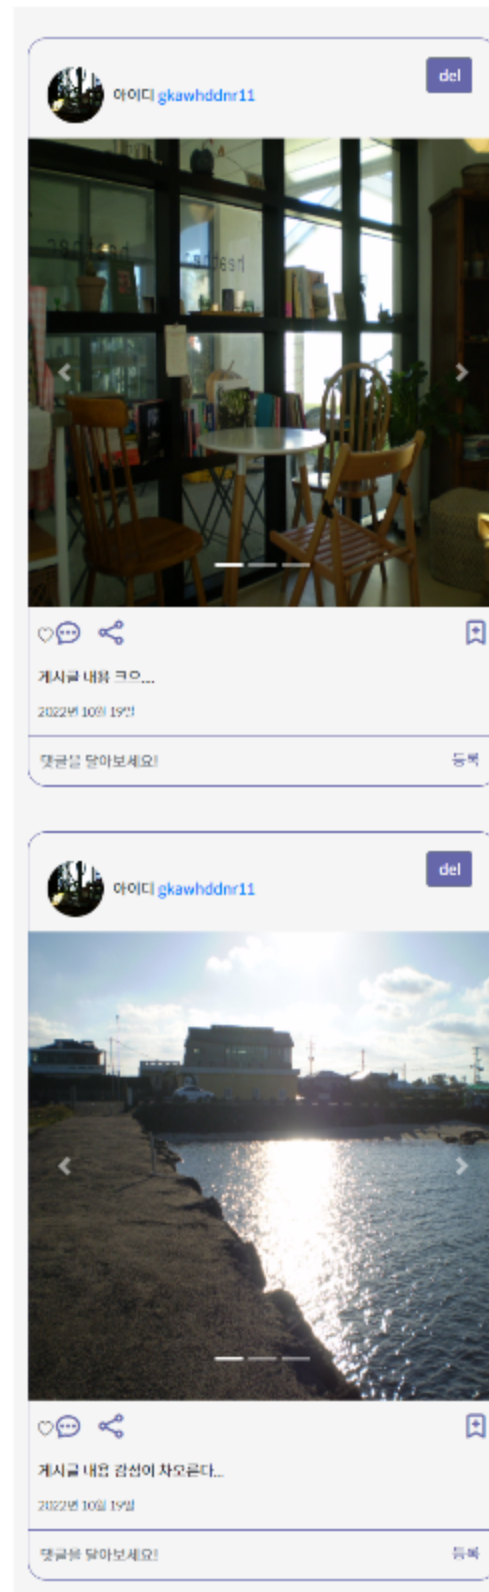 아이디 gkawhddnr11
del
heather
게시글 내용 크으...
2022년 10월 19일
댓글을 달아보세요!
등록
아이디 gkawhddnr11
del
게시글 내용 감성이 차오른다...
2022년 10월 19일
댓글을 달아보세요!
등록